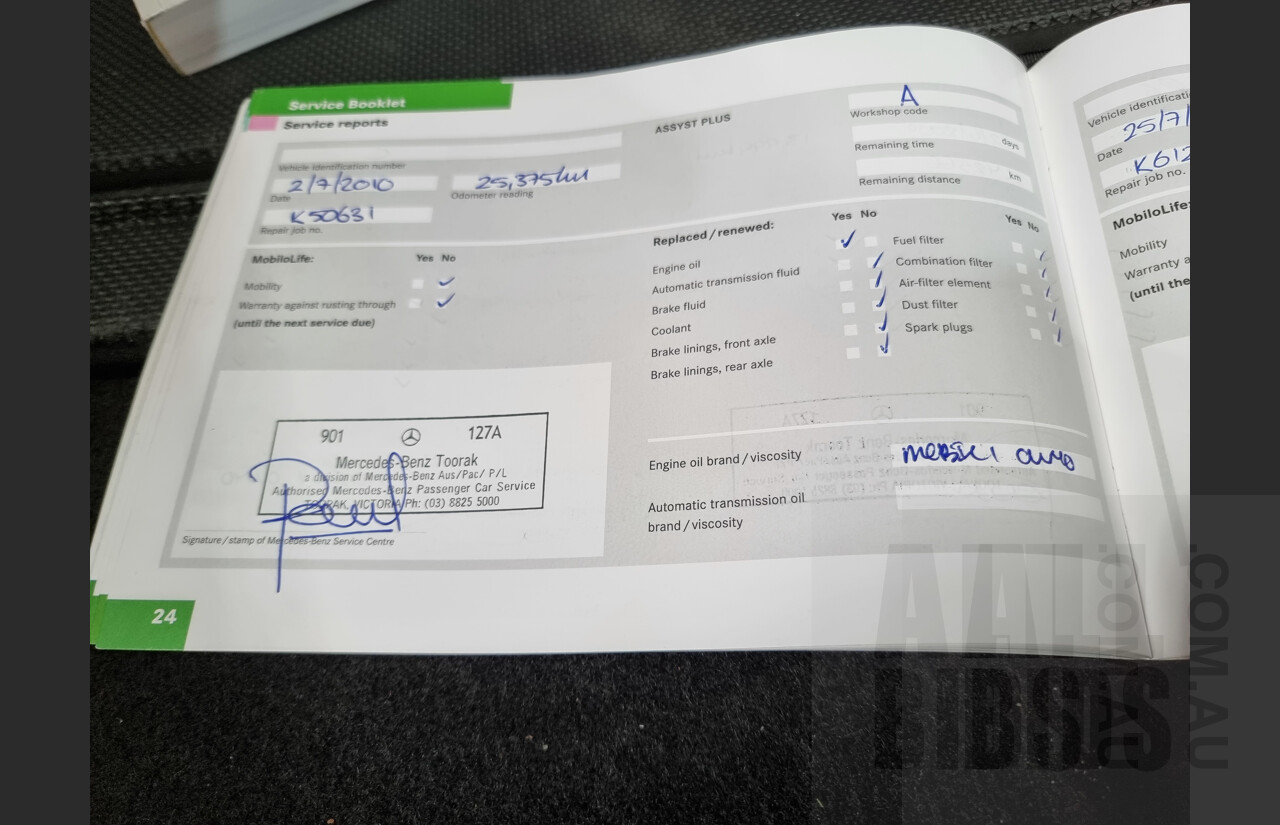 Service Booklet
Service reports
ASSYST PLUS
A
Workshop code
Remaining time
days
Remaining distance
km
Vehicle identification number
2/7/2010
25,375km
Date
Odometer reading
K50631
Repair job no.
MobiloLife:
Yes No
Mobility
Warranty against rusting through
(until the next service due)
Replaced/renewed:
Yes No
Engine oil
Automatic transmission fluid
Brake fluid
Coolant
Brake linings, front axle
Brake linings, rear axle
Yes No
Fuel filter
Combination filter
Air-filter element
Dust filter
Spark plugs
901 127A
Mercedes-Benz Toorak
a division of Mercedes-Benz Aus/Pac/ P/L
Authorised Mercedes-Benz Passenger Car Service
TOORAK, VICTORIA Ph: (03) 8825 5000
Signature/stamp of Mercedes-Benz Service Centre
Engine oil brand/viscosity
Automatic transmission oil
brand/viscosity
24
Vehicle identificati
25/7/
Date
K612
Repair job no.
MobiloLife:
Mobility
Warranty a
(until the
.COM.AU